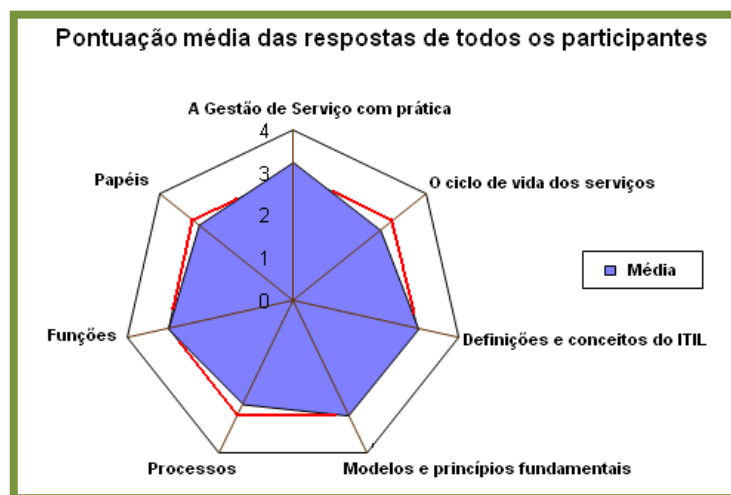 Pontuação média das respostas de todos os participantes
A Gestão de Serviço com prática
4
3
2
1
0
Papéis
O ciclo de vida dos serviços
Média
Funções
Definições e conceitos do ITIL
Processos
Modelos e princípios fundamentais